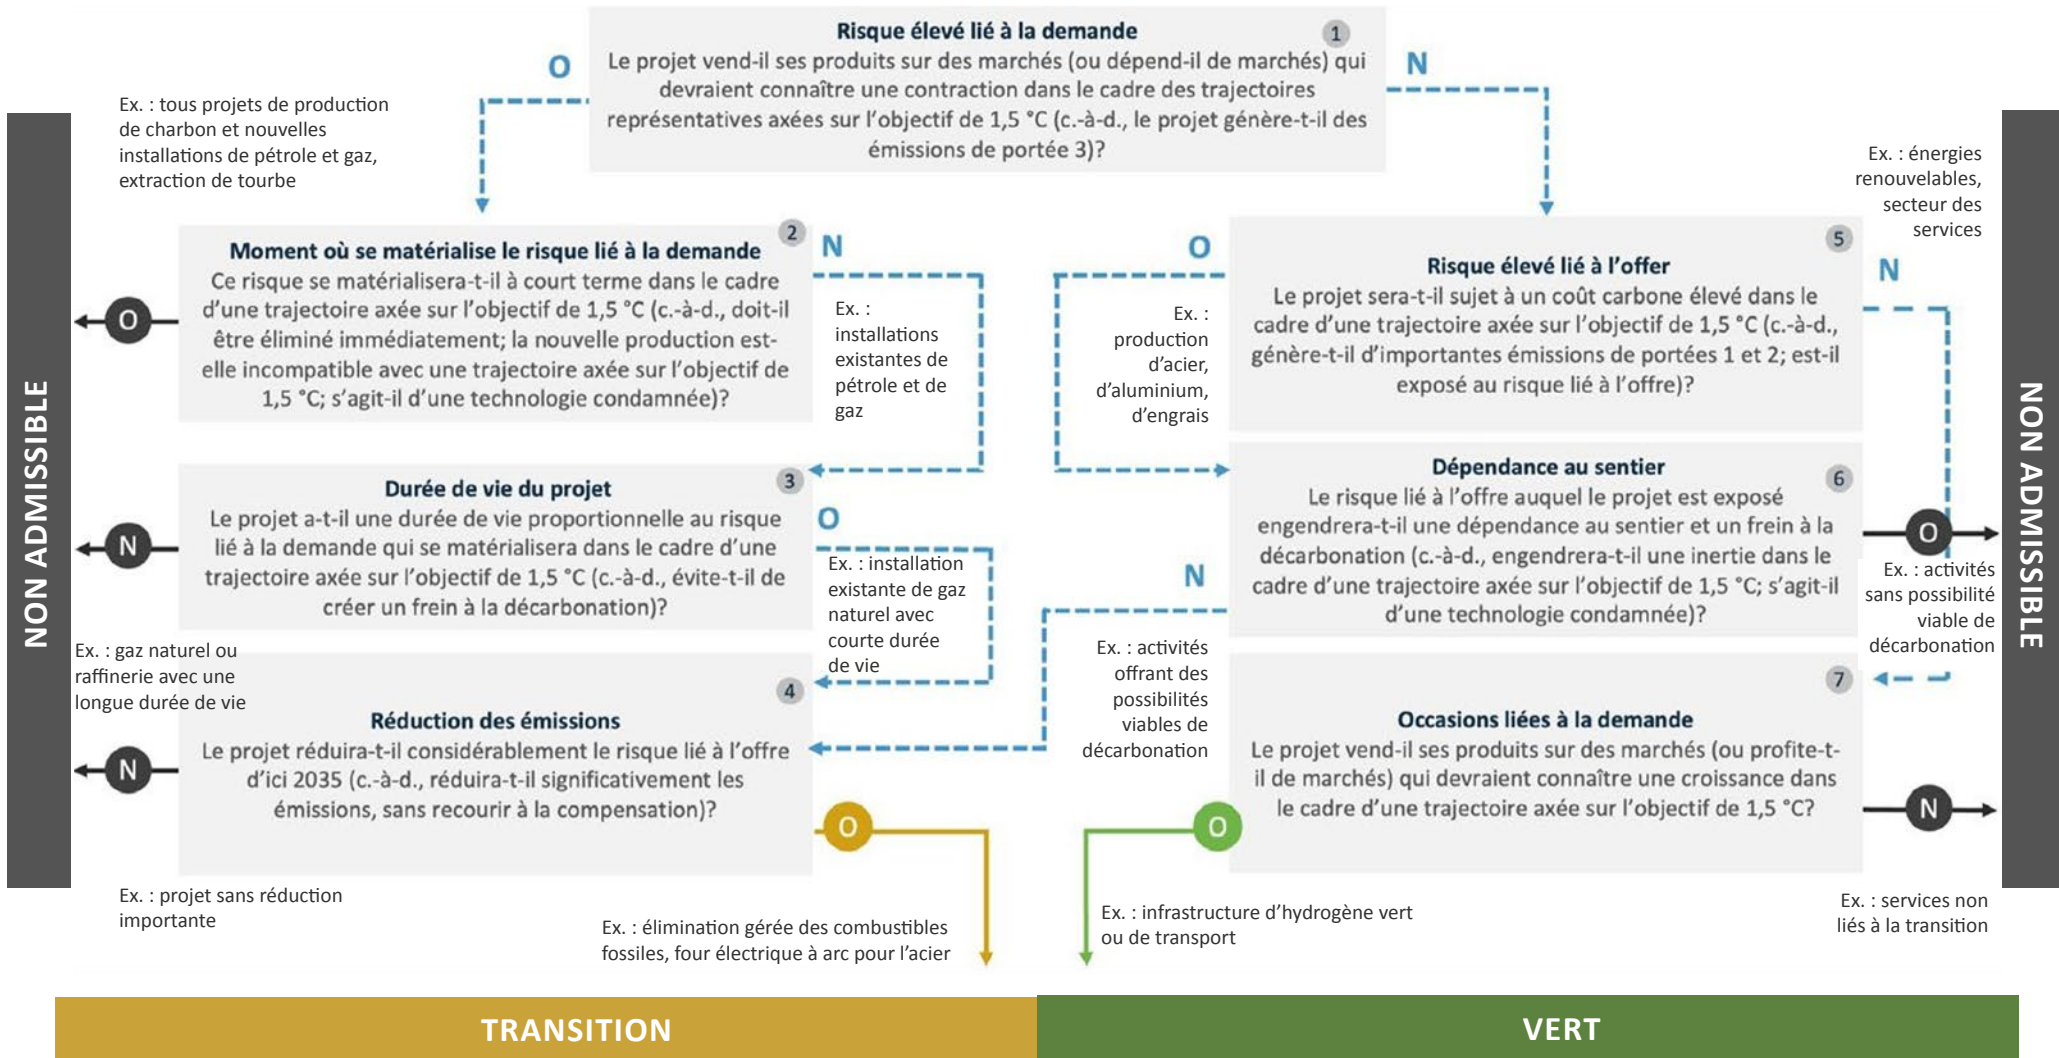 Risque élevé lié à la demande
1
Le projet vend-il ses produits sur des marchés (ou dépend-il de marchés) qui
devraient connaître une contraction dans le cadre des trajectoires
représentatives axées sur l'objectif de 1,5 °C (c.-à-d., le projet génère-t-il des
émissions de portée 3)?
O
N
Ex. : tous projets de production
de charbon et nouvelles
installations de pétrole et gaz,
extraction de tourbe
Ex. : énergies
renouvelables,
secteur des
services
NON ADMISSIBLE
2
Moment où se matérialise le risque lié à la demande
Ce risque se matérialisera-t-il à court terme dans le cadre
d'une trajectoire axée sur l'objectif de 1,5 °C (c.-à-d., doit-il
être éliminé immédiatement; la nouvelle production est-
elle incompatible avec une trajectoire axée sur l'objectif de
1,5 °C; s'agit-il d'une technologie condamnée)?
O
N
Ex. :
installations
existantes de
pétrole et de
gaz
3
Durée de vie du projet
Le projet a-t-il une durée de vie proportionnelle au risque
lié à la demande qui se matérialisera dans le cadre d'une
trajectoire axée sur l'objectif de 1,5 °C (c.-à-d., évite-t-il de
créer un frein à la décarbonation)?
N
O
Ex. : installation
existante de gaz
naturel avec
courte durée
de vie
Ex. : gaz naturel ou
raffinerie avec une
longue durée de vie
4
Réduction des émissions
Le projet réduira-t-il considérablement le risque lié à l'offre
d'ici 2035 (c.-à-d., réduira-t-il significativement les
émissions, sans recourir à la compensation)?
N
O
Ex. : projet sans réduction
importante
Ex. : élimination gérée des combustibles
fossiles, four électrique à arc pour l'acier
5
Risque élevé lié à l'offer
Le projet sera-t-il sujet à un coût carbone élevé dans le
cadre d'une trajectoire axée sur l'objectif de 1,5 °C (c.-à-d.,
génère-t-il d'importantes émissions de portées 1 et 2; est-il
exposé au risque lié à l'offre)?
O
N
Ex. :
production
d'acier,
d'aluminium,
d'engrais
6
Dépendance au sentier
Le risque lié à l'offre auquel le projet est exposé
engendrera-t-il une dépendance au sentier et un frein à la
décarbonation (c.-à-d., engendrera-t-il une inertie dans le
cadre d'une trajectoire axée sur l'objectif de 1,5 °C; s'agit-il
d'une technologie condamnée)?
N
O
Ex. : activités
offrant des
possibilités
viables de
décarbonation
Ex. : activités
sans possibilité
viable de
décarbonation
7
Occasions liées à la demande
Le projet vend-il ses produits sur des marchés (ou profite-t-
il de marchés) qui devraient connaître une croissance dans
le cadre d'une trajectoire axée sur l'objectif de 1,5 °C?
O
N
Ex. : infrastructure d'hydrogène vert
ou de transport
Ex. : services non
liés à la transition
NON ADMISSIBLE
TRANSITION
VERT